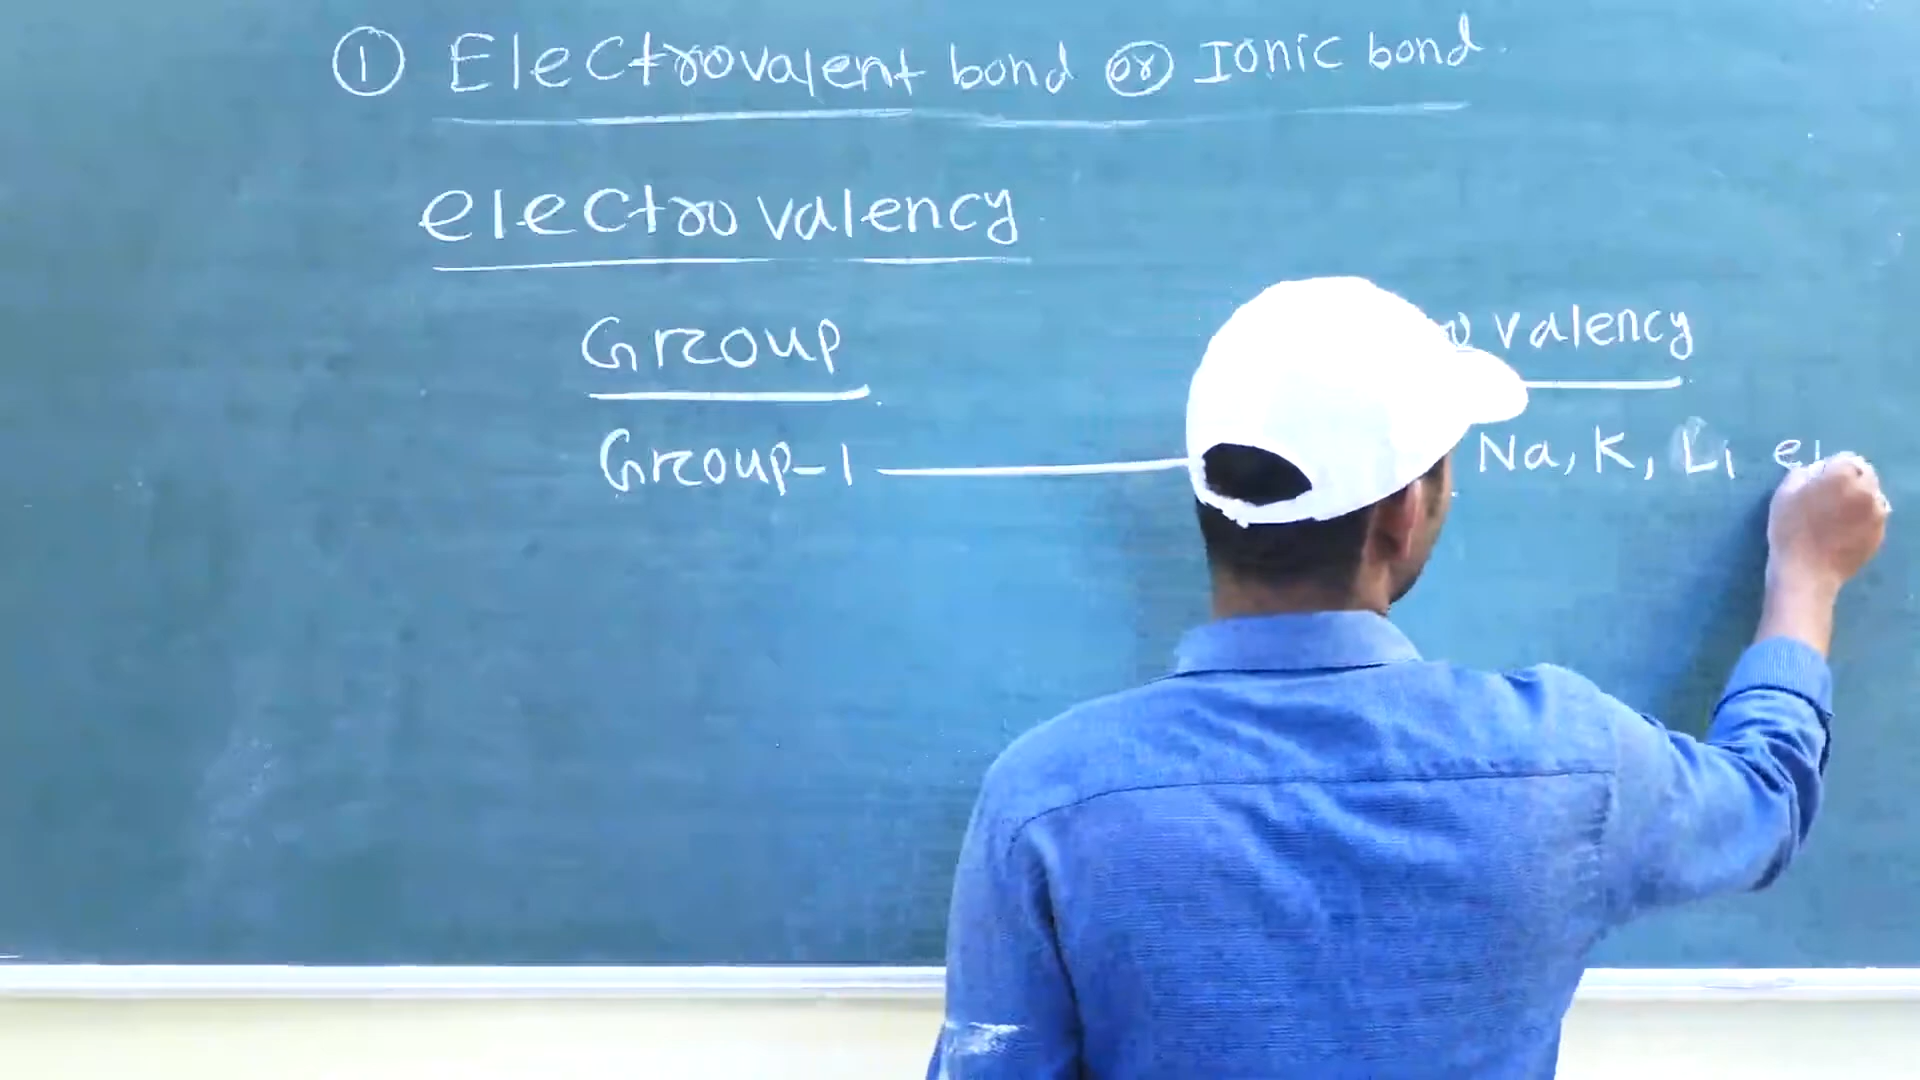 ① Electrovalent bond or Ionic bond
electrovalency
Group valency
Group-1 Na, K, Li